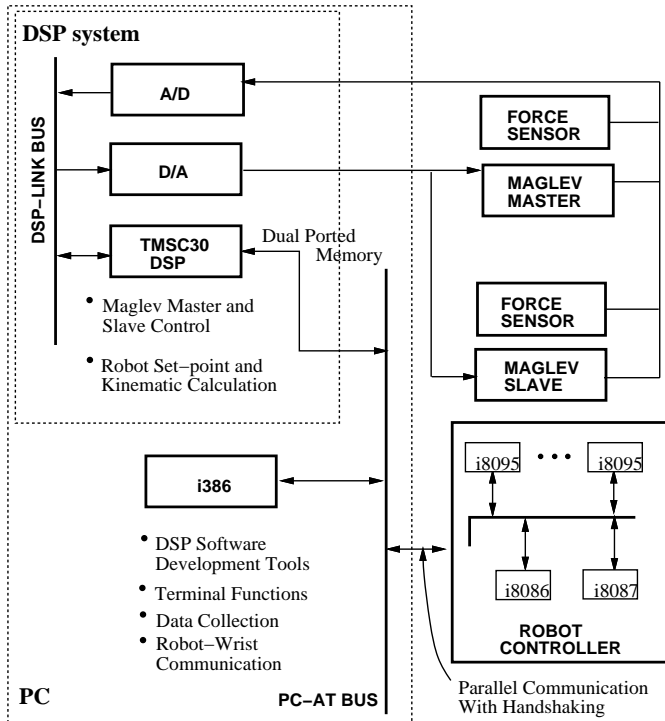 DSP system
A/D
DSP–LINK BUS
D/A
TMSC30
DSP
Dual Ported
Memory
• Maglev Master and
Slave Control
• Robot Set–point and
Kinematic Calculation
FORCE
SENSOR
MAGLEV
MASTER
FORCE
SENSOR
MAGLEV
SLAVE
i386
• DSP Software
Development Tools
• Terminal Functions
• Data Collection
• Robot–Wrist
Communication
PC
PC–AT BUS
i8095 • • • i8095
i8086 i8087
ROBOT
CONTROLLER
Parallel Communication
With Handshaking